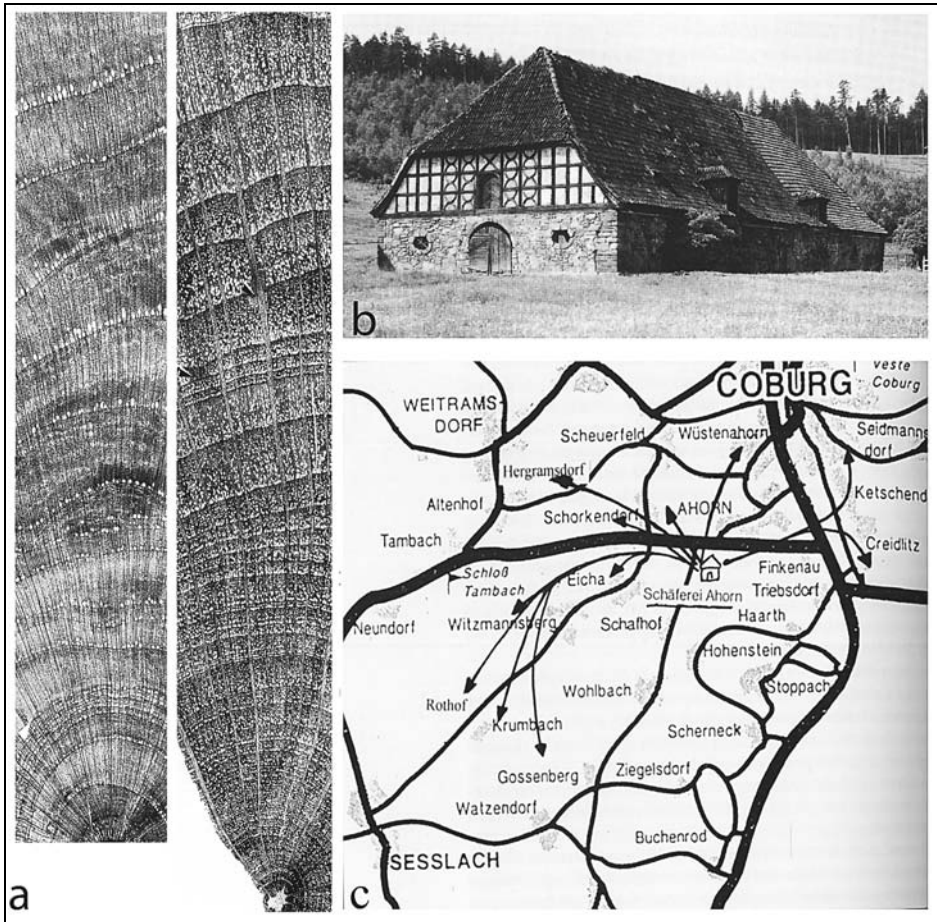 a
b
c
Veste
Coburg
COBURG
WEITRAMS-
DORF
Scheuerfeld
Wüstenahorn
Seidmanns
dorf
Hergramsdorf
Altenhof
Schorkendorf
AHORN
Ketschend
Tambach
Creidlitz
Schloß
Tambach
Eicha
Finkenau
Schäferei Ahorn
Triebsdorf
Neundorf
Witzmannsberg
Schafhof
Haarth
Hohenstein
Rothof
Wohlbach
Stoppach
Krumbach
Scherneck
Gossenberg
Ziegelsdorf
Watzendorf
Buchenrod
SESSLACH